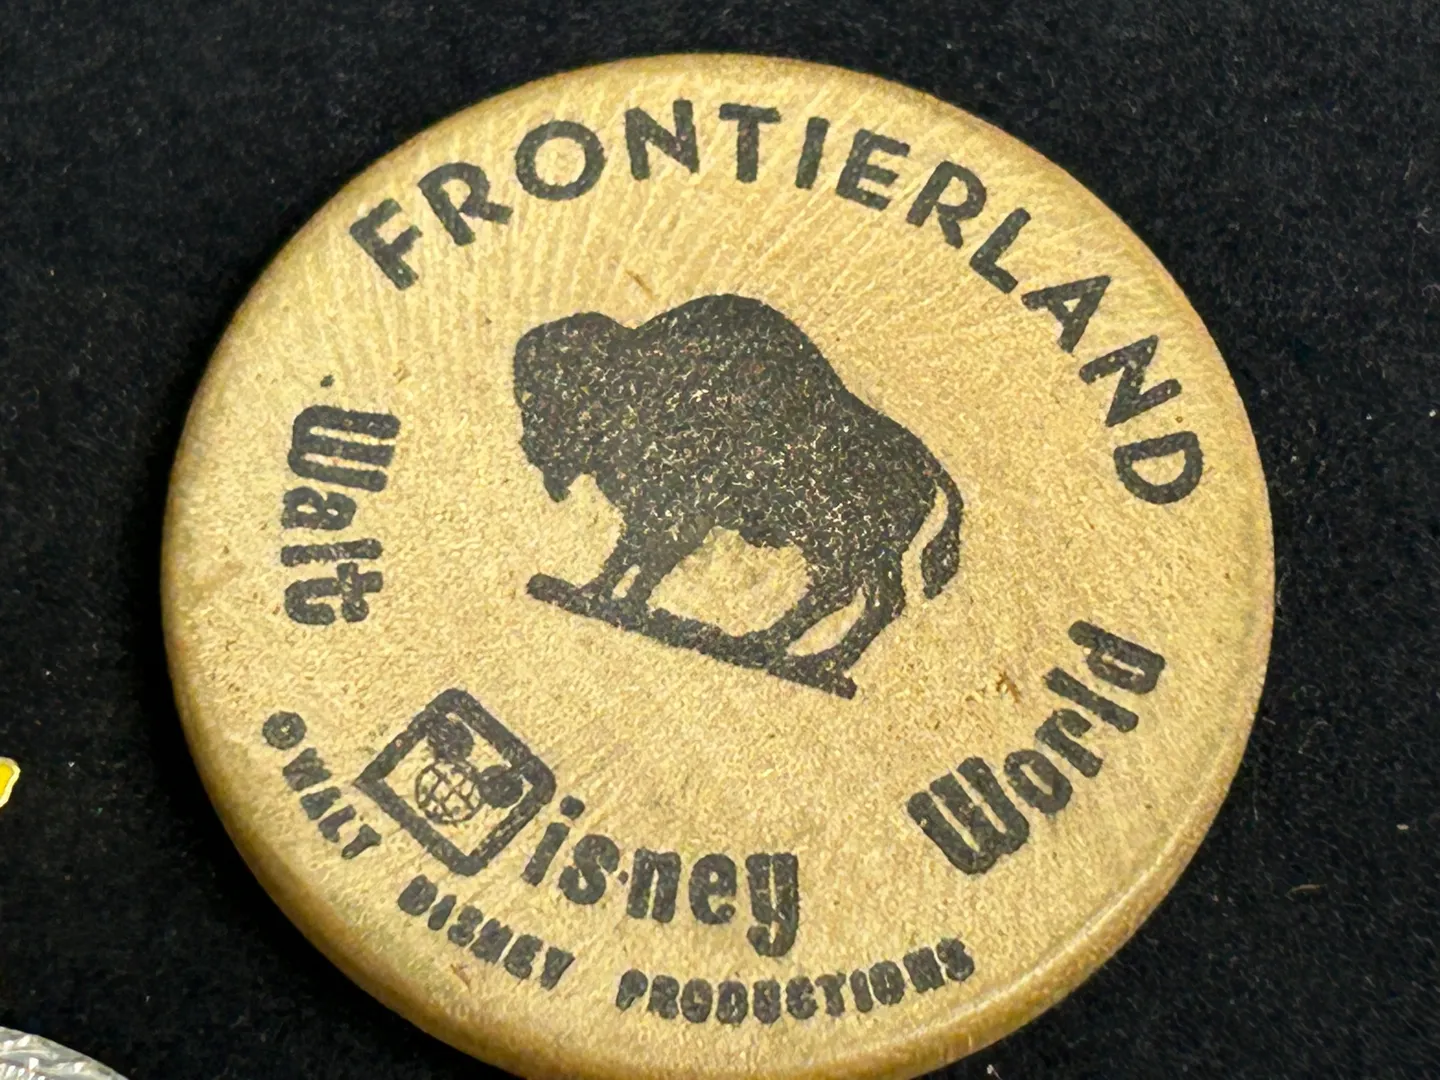 FRONTIERLAND
Walt Disney World
©WALT DISNEY PRODUCTIONS